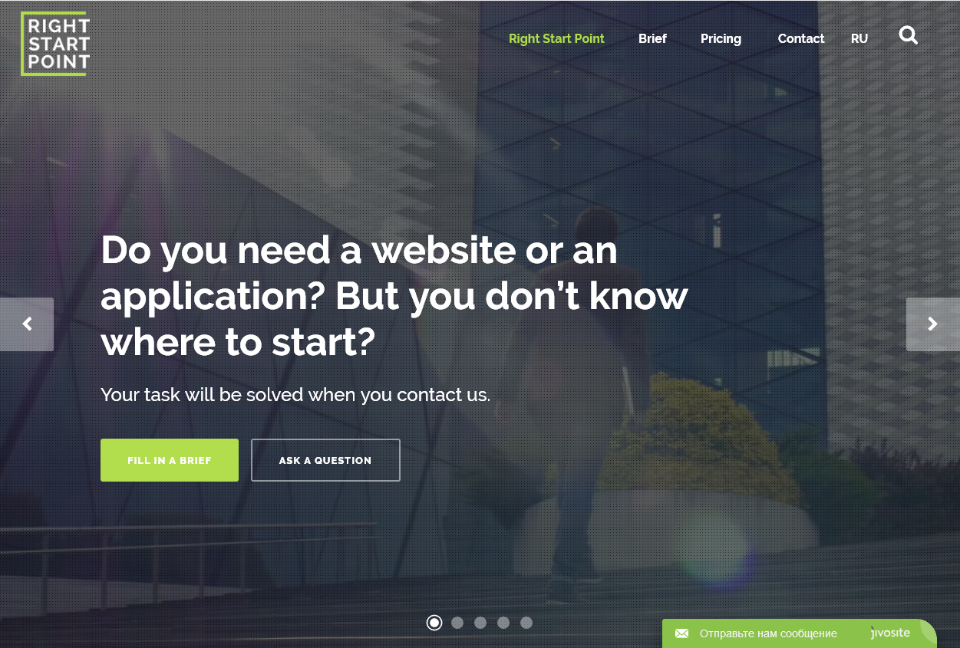 RIGHT
START
POINT
Right Start Point Brief Pricing Contact RU
Do you need a website or an
application? But you don’t know
where to start?
Your task will be solved when you contact us.
FILL IN A BRIEF ASK A QUESTION
Отправьте нам сообщение jivosite